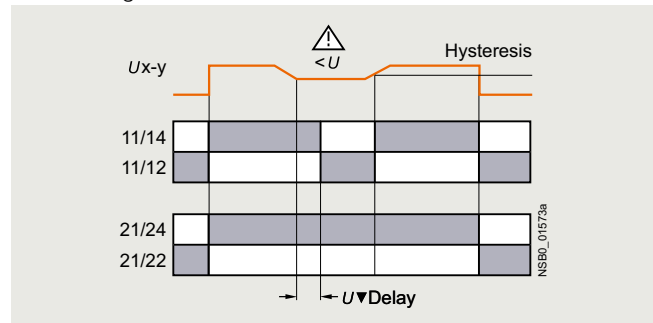 <U
Hysteresis
Ux-y
11/14
11/12
21/24
21/22
U▼Delay
NSB0_01573a